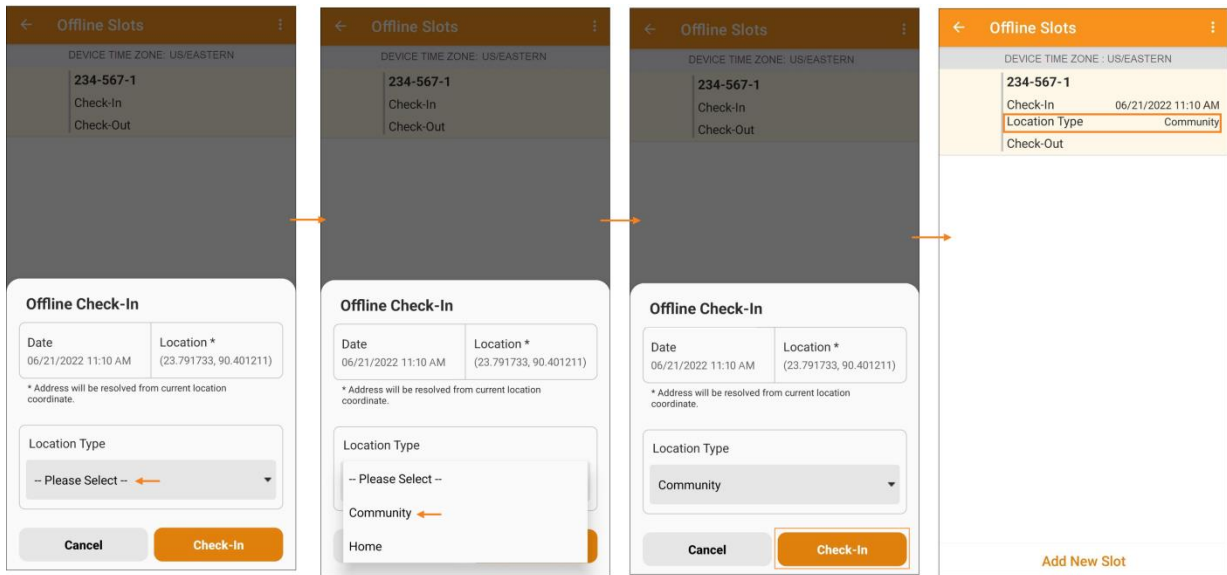 Offline Slots
DEVICE TIME ZONE: US/EASTERN
234-567-1
Check-In
Check-Out
Offline Check-In
Date
06/21/2022 11:10 AM
Location *
(23.791733, 90.401211)
* Address will be resolved from current location
coordinate.
Location Type
-- Please Select --
Cancel
Check-In
Offline Slots
DEVICE TIME ZONE: US/EASTERN
234-567-1
Check-In
Check-Out
Offline Check-In
Date
06/21/2022 11:10 AM
Location *
(23.791733, 90.401211)
* Address will be resolved from current location
coordinate.
Location Type
-- Please Select --
Community
Home
Offline Slots
DEVICE TIME ZONE: US/EASTERN
234-567-1
Check-In
Check-Out
Offline Check-In
Date
06/21/2022 11:10 AM
Location *
(23.791733, 90.401211)
* Address will be resolved from current location
coordinate.
Location Type
Community
Cancel
Check-In
Offline Slots
DEVICE TIME ZONE : US/EASTERN
234-567-1
Check-In 06/21/2022 11:10 AM
Location Type Community
Check-Out
Add New Slot